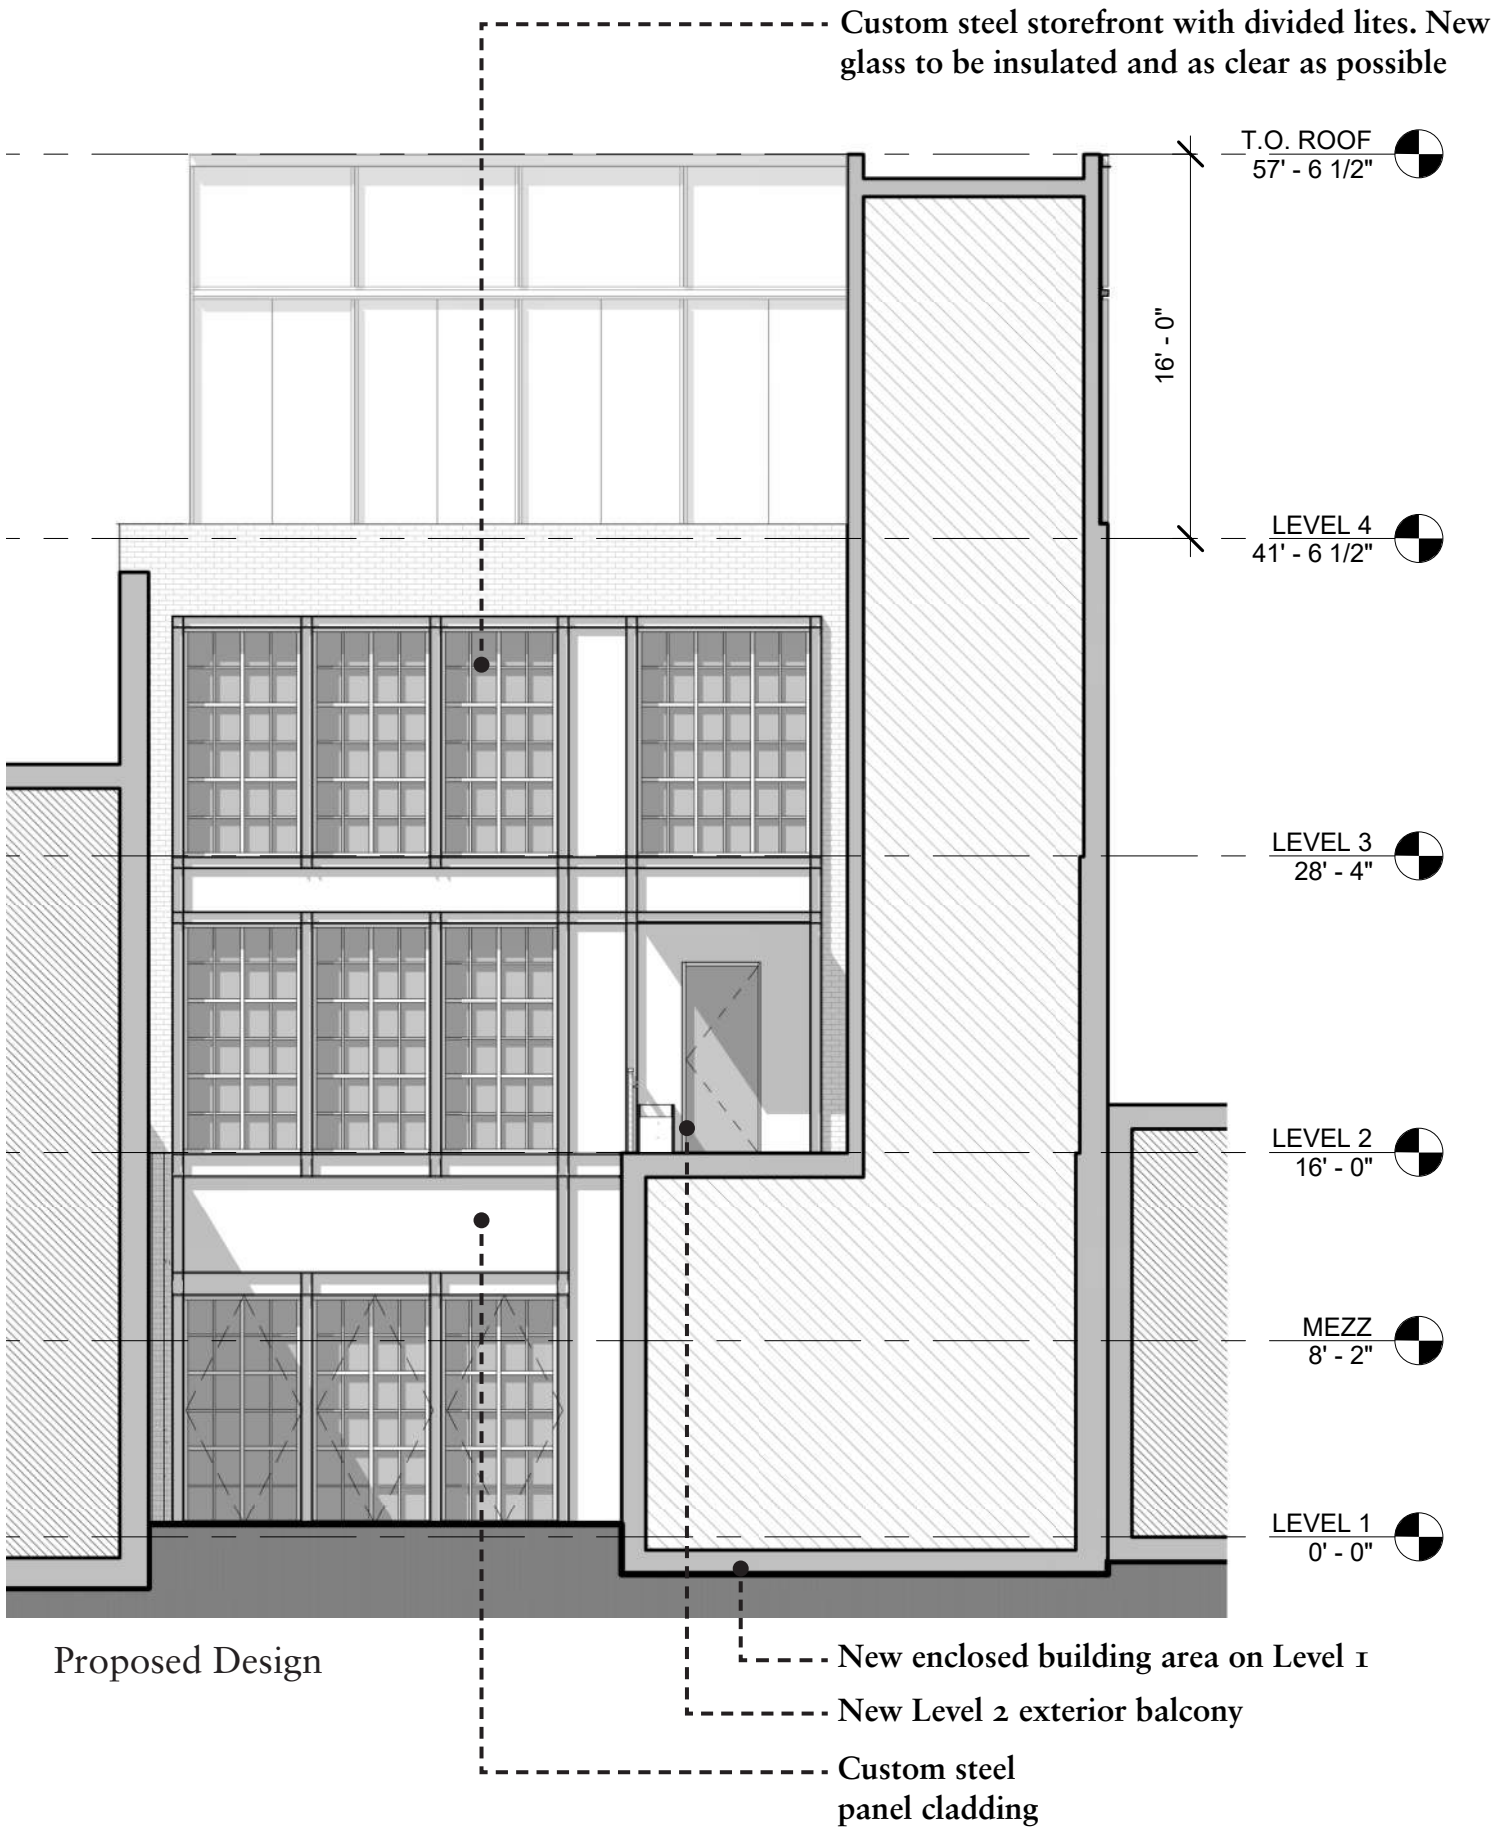 Custom steel storefront with divided lites. New
glass to be insulated and as clear as possible
T.O. ROOF
57' - 6 1/2"
16' - 0"
LEVEL 4
41' - 6 1/2"
LEVEL 3
28' - 4"
LEVEL 2
16' - 0"
MEZZ
8' - 2"
LEVEL 1
0' - 0"
Proposed Design
New enclosed building area on Level 1
New Level 2 exterior balcony
Custom steel
panel cladding